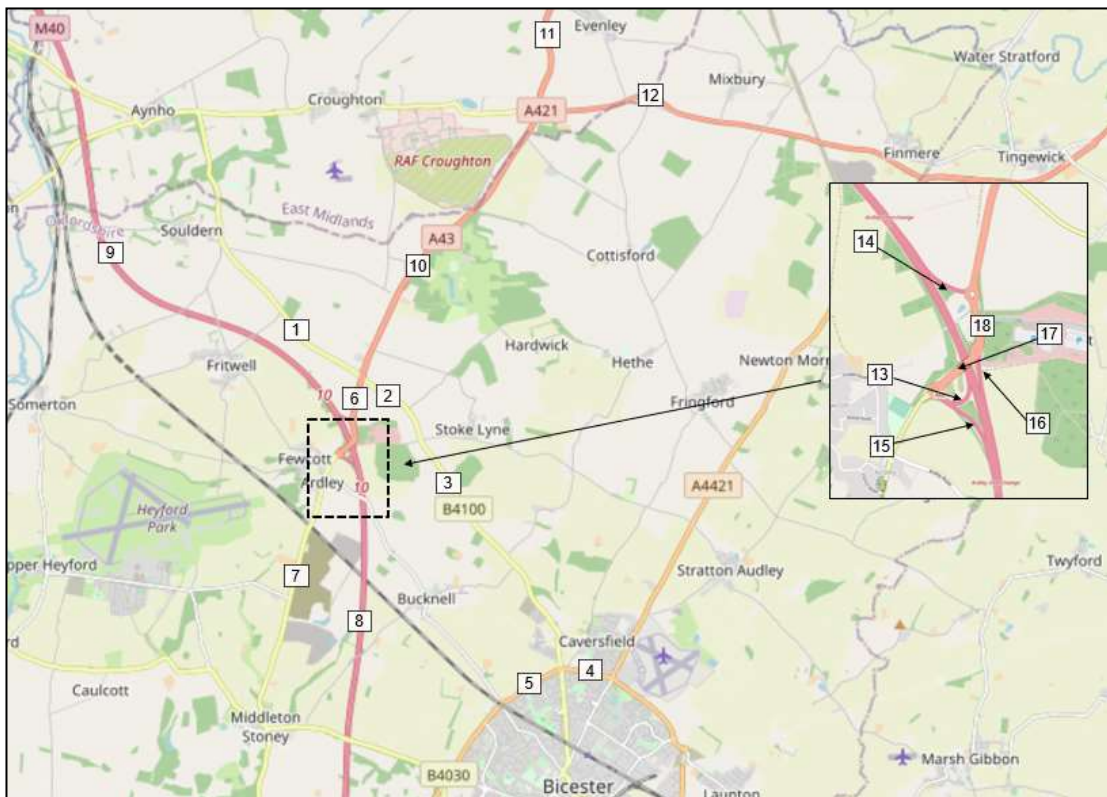 M40
11
Evenley
Water Stratford
Mixbury
12
Croughton
A421
Aynho
RAF Croughton
Finmere
Tingewick
East Midlands
Oxfordshire
Souldern
A43
9
10
Cottisford
14
18
17
1
Hardwick
Hethe
Newton Morr
Fritwell
13
16
10
6
2
Fringford
Somerton
Stoke Lyne
15
Fewcott
Ardley
10
3
A4421
B4100
Heyford
Park
pper Heyford
7
Stratton Audley
Twyford
Bucknell
8
Caversfield
4
5
Caulcott
Middleton
Stoney
Marsh Gibbon
B4030
Bicester
Launton